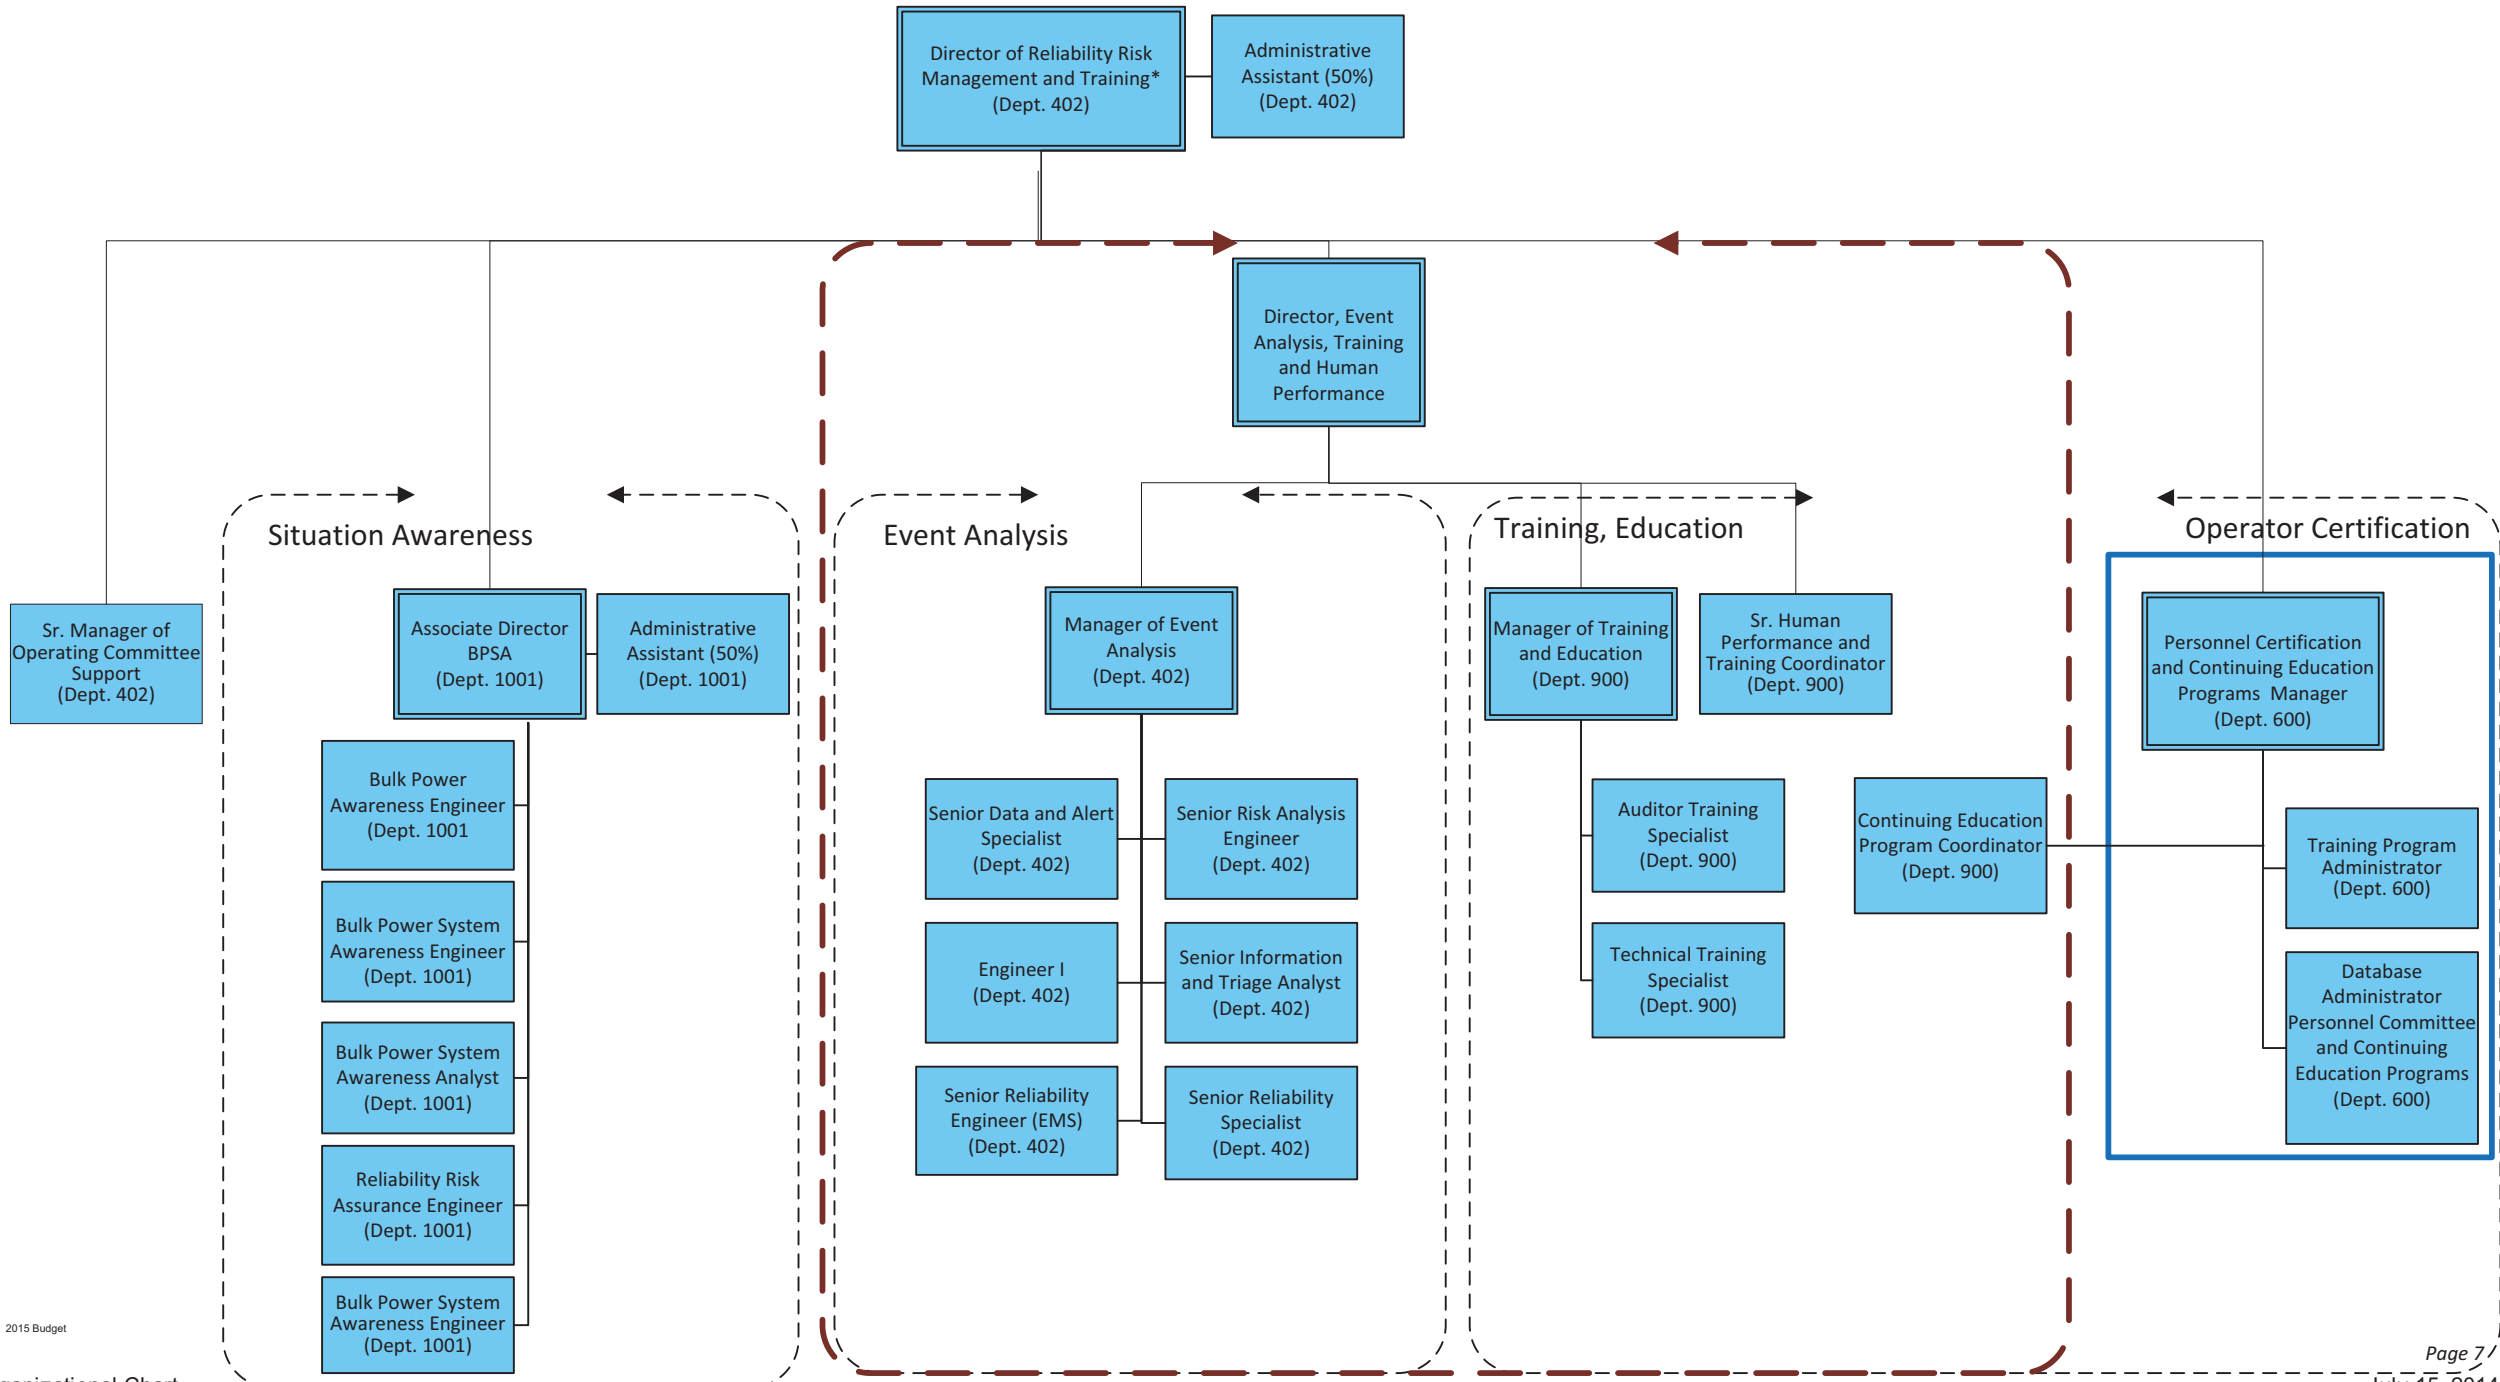 Director of Reliability Risk
Management and Training*
(Dept. 402)
Administrative
Assistant (50%)
(Dept. 402)
Director, Event
Analysis, Training
and Human
Performance
Situation Awareness
Event Analysis
Training, Education
Operator Certification
Sr. Manager of
Operating Committee
Support
(Dept. 402)
Associate Director
BPSA
(Dept. 1001)
Administrative
Assistant (50%)
(Dept. 1001)
Manager of Event
Analysis
(Dept. 402)
Manager of Training
and Education
(Dept. 900)
Sr. Human
Performance and
Training Coordinator
(Dept. 900)
Personnel Certification
and Continuing Education
Programs Manager
(Dept. 600)
Bulk Power
Awareness Engineer
(Dept. 1001
Bulk Power System
Awareness Engineer
(Dept. 1001)
Bulk Power System
Awareness Analyst
(Dept. 1001)
Reliability Risk
Assurance Engineer
(Dept. 1001)
Bulk Power System
Awareness Engineer
(Dept. 1001)
Senior Data and Alert
Specialist
(Dept. 402)
Senior Risk Analysis
Engineer
(Dept. 402)
Engineer I
(Dept. 402)
Senior Information
and Triage Analyst
(Dept. 402)
Senior Reliability
Engineer (EMS)
(Dept. 402)
Senior Reliability
Specialist
(Dept. 402)
Auditor Training
Specialist
(Dept. 900)
Technical Training
Specialist
(Dept. 900)
Continuing Education
Program Coordinator
(Dept. 900)
Training Program
Administrator
(Dept. 600)
Database
Administrator
Personnel Committee
and Continuing
Education Programs
(Dept. 600)
2015 Budget
Page 7
Chart
July 15, 2014